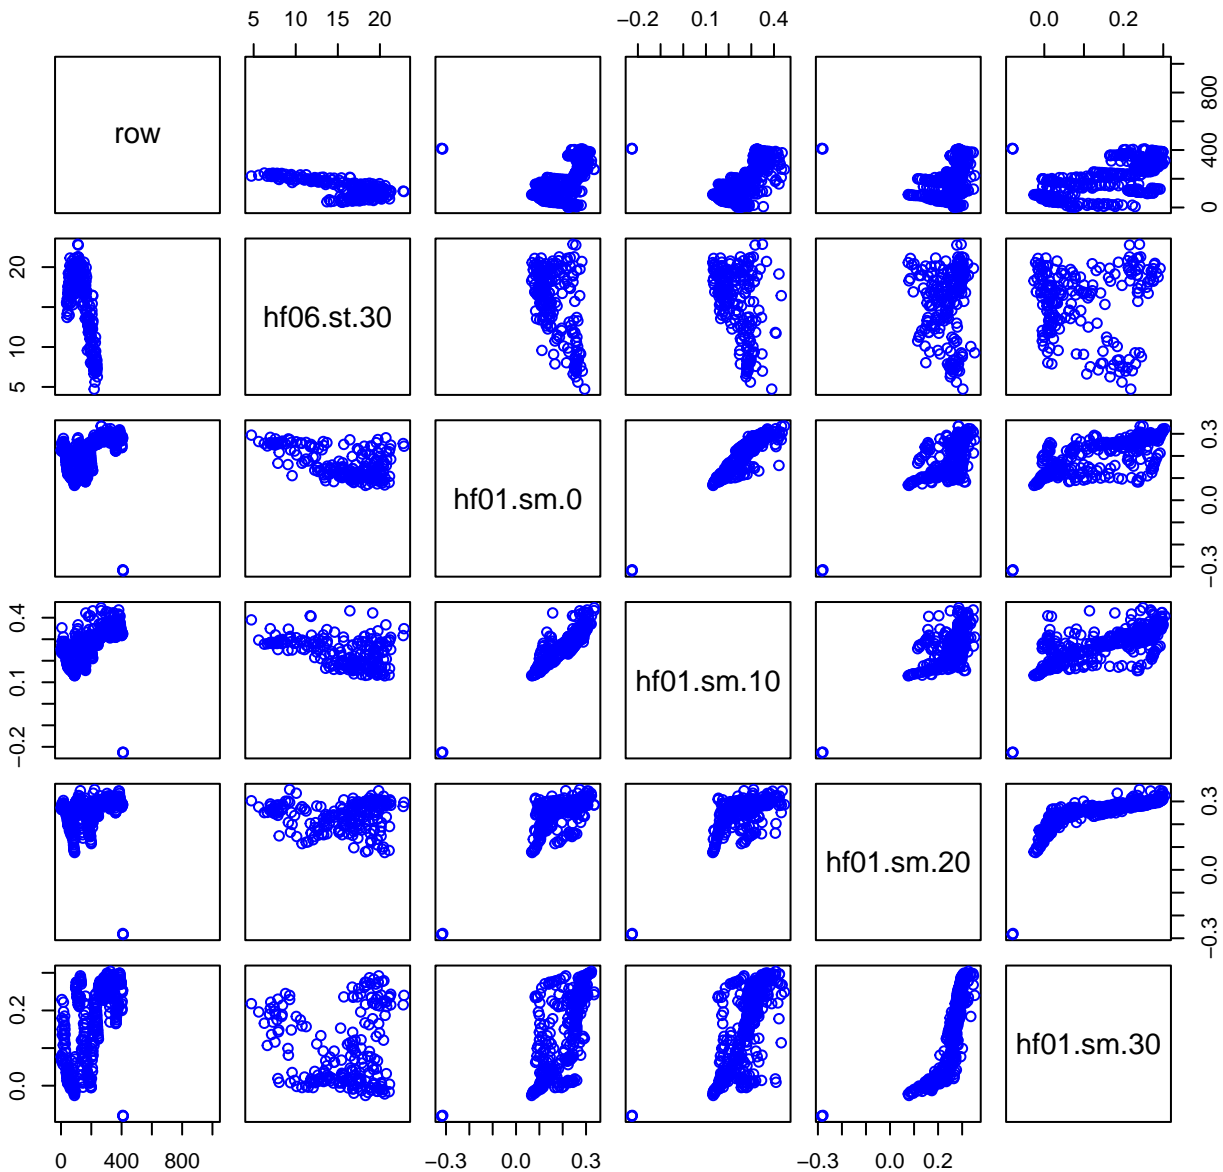 5 10 15 20 −0.2 0.1 0.4 0.0 0.2
row 0 400 800
5 10 20 hf06.st.30
hf01.sm.0 −0.3 0.0 0.3
−0.2 0.1 0.4 hf01.sm.10
hf01.sm.20 −0.3 0.0 0.3
0.0 0.2 hf01.sm.30
0 400 800 −0.3 0.0 0.3 −0.3 0.0 0.2